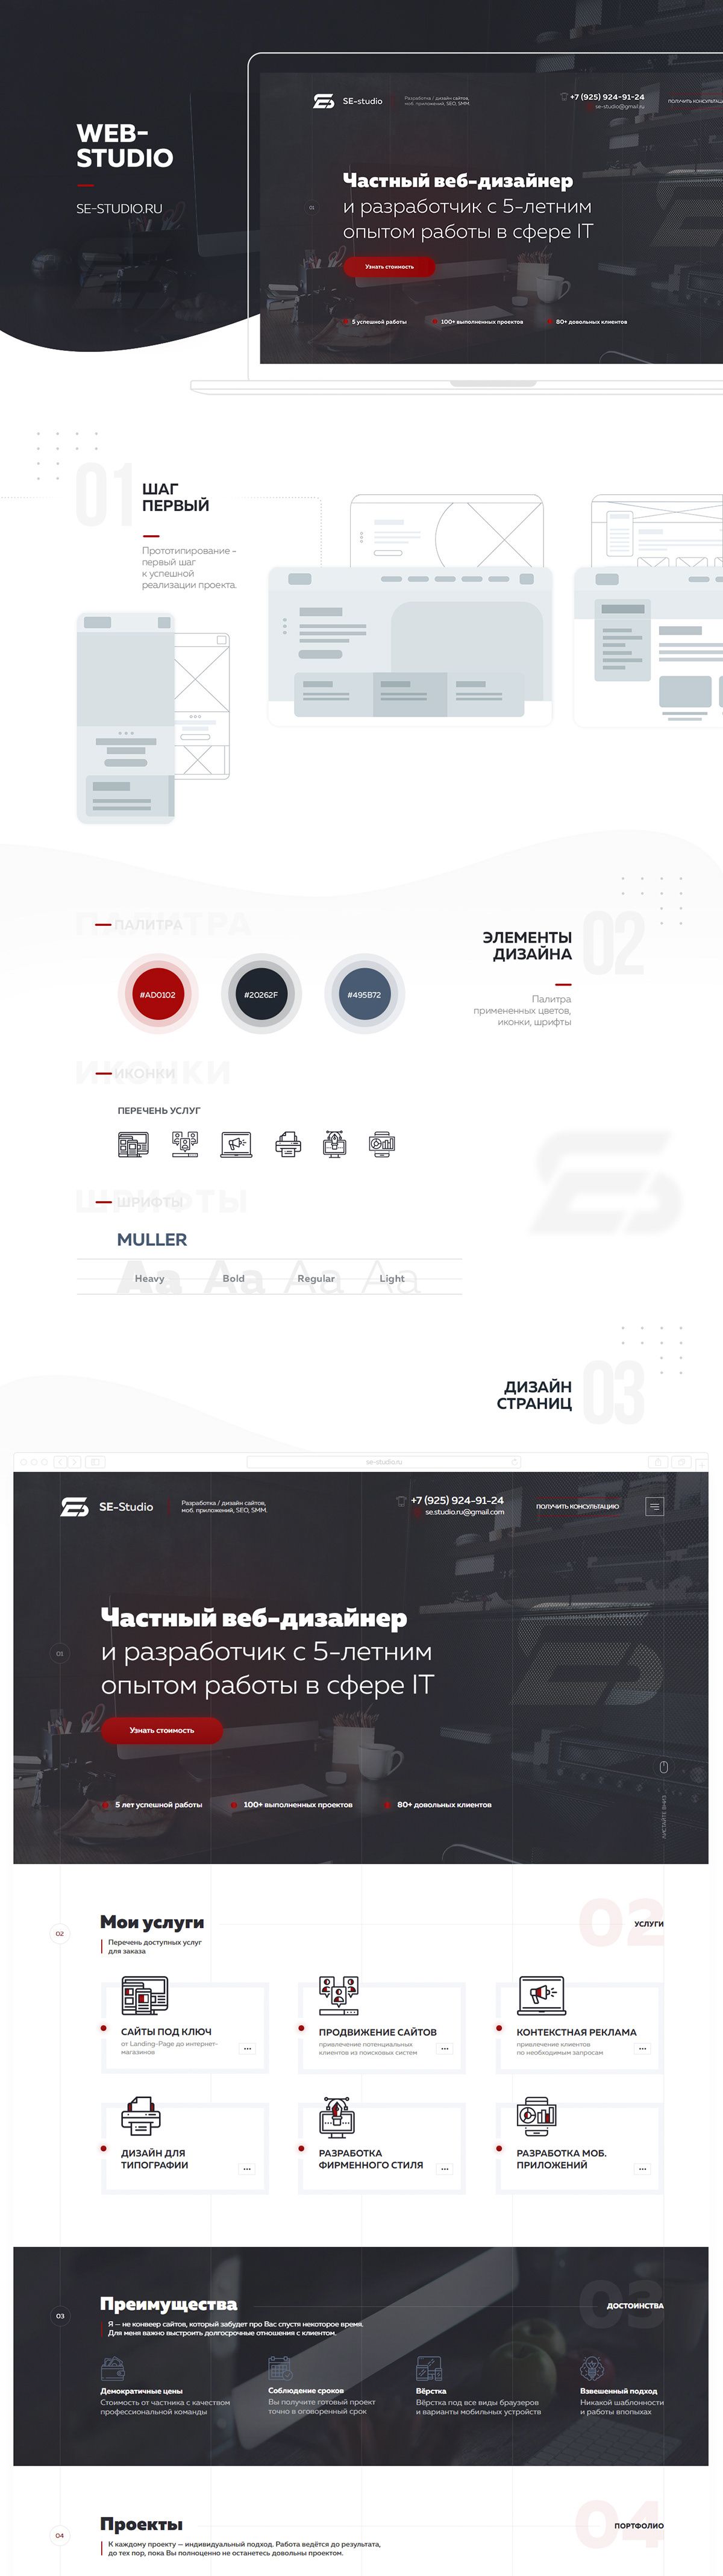 WEB-
STUDIO
SE-STUDIO.RU
SE-studio
Разработка / дизайн сайтов,
моб. приложений, SEO, SMM.
+7 (925) 924-91-24
se-studio@gmail.ru
01
Частный веб-дизайнер
и разработчик с 5-летним
опытом работы в сфере IT
Узнать стоимость
5 успешной работы
100+ выполненных проектов
80+ довольных клиентов
01
ШАГ
ПЕРВЫЙ
Прототипирование -
первый шаг
к успешной
реализации проекта.
ПАЛИТРА
ПАЛИТРА
#AD0102
#20262F
#495B72
02
ЭЛЕМЕНТЫ
ДИЗАЙНА
Палитра
примененных цветов,
иконки, шрифты
ИКОНКИ
ИКОНКИ
ПЕРЕЧЕНЬ УСЛУГ
ШРИФТЫ
ШРИФТЫ
MULLER
Aa Aa Aa Aa
Heavy Bold Regular Light
03
ДИЗАЙН
СТРАНИЦ
se-studio.ru
SE-Studio
Разработка / дизайн сайтов,
моб. приложений, SEO, SMM.
+7 (925) 924-91-24
se.studio.ru@gmail.com
ПОЛУЧИТЬ КОНСУЛЬТАЦИЮ
01
Частный веб-дизайнер
и разработчик с 5-летним
опытом работы в сфере IT
Узнать стоимость
5 лет успешной работы
100+ выполненных проектов
80+ довольных клиентов
ЛИСТАЙТЕ ВНИЗ
02
Мои услуги
Перечень доступных услуг
для заказа
02
УСЛУГИ
САЙТЫ ПОД КЛЮЧ
от Landing-Page до интернет-
магазинов
ПРОДВИЖЕНИЕ САЙТОВ
привлечение потенциальных
клиентов из поисковых систем
КОНТЕКСТНАЯ РЕКЛАМА
привлечение клиентов
по необходимым запросам
ДИЗАЙН ДЛЯ
ТИПОГРАФИИ
РАЗРАБОТКА
ФИРМЕННОГО СТИЛЯ
РАЗРАБОТКА МОБ.
ПРИЛОЖЕНИЙ
03
Преимущества
Я — не конвеер сайтов, который забудет про Вас спустя некоторое время.
Для меня важно выстроить долгосрочные отношения с клиентом.
03
ДОСТОИНСТВА
Демократичные цены
Стоимость от частника с качеством
профессиональной команды
Соблюдение сроков
Вы получите готовый проект
точно в оговоренный срок
Вёрстка
Вёрстка под все виды браузеров
и варианты мобильных устройств
Взвешенный подход
Никакой шаблонности
и работы впопыхах
04
Проекты
К каждому проекту — индивидуальный подход. Работа ведётся до результата,
до тех пор, пока Вы полноценно не останетесь довольны проектом.
04
ПОРТФОЛИО